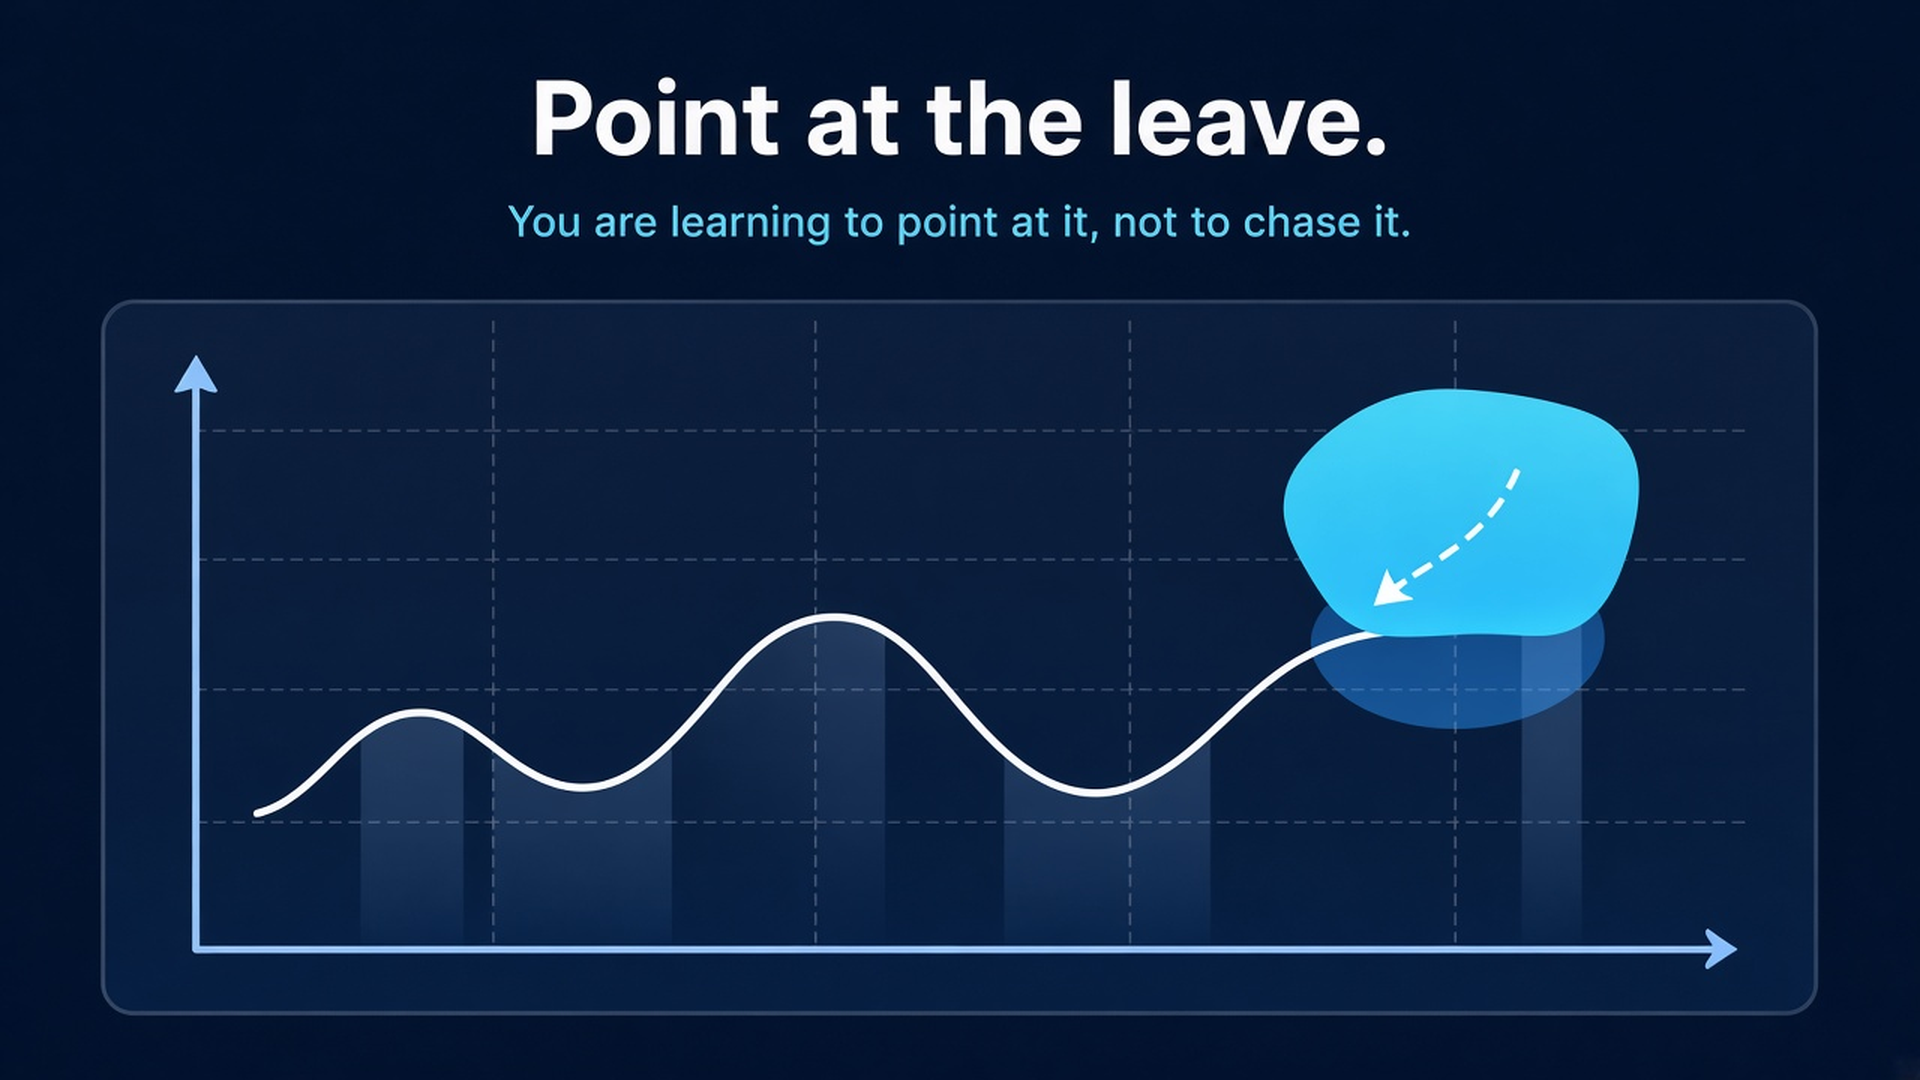 Point at the leave.
You are learning to point at it, not to chase it.